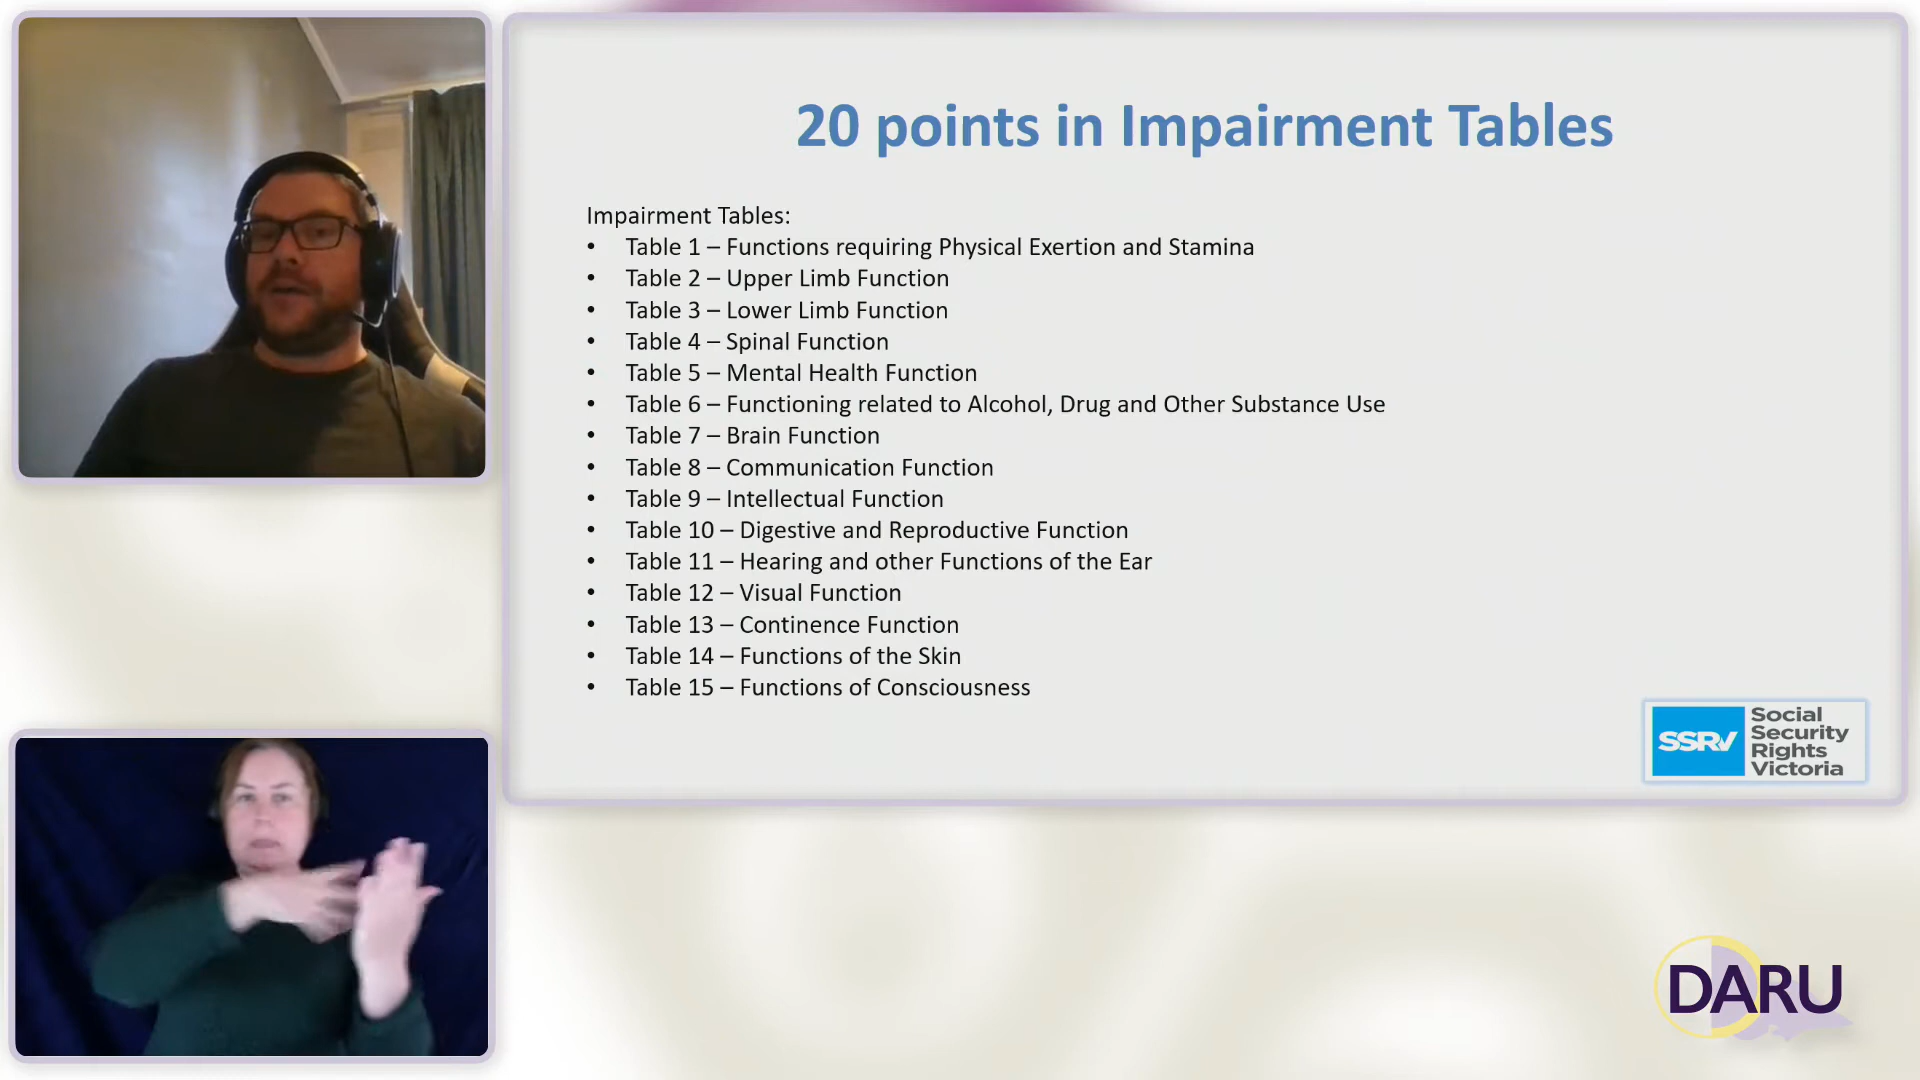 20 points in Impairment Tables
Impairment Tables:
• Table 1 – Functions requiring Physical Exertion and Stamina
• Table 2 – Upper Limb Function
• Table 3 – Lower Limb Function
• Table 4 – Spinal Function
• Table 5 – Mental Health Function
• Table 6 – Functioning related to Alcohol, Drug and Other Substance Use
• Table 7 – Brain Function
• Table 8 – Communication Function
• Table 9 – Intellectual Function
• Table 10 – Digestive and Reproductive Function
• Table 11 – Hearing and other Functions of the Ear
• Table 12 – Visual Function
• Table 13 – Continence Function
• Table 14 – Functions of the Skin
• Table 15 – Functions of Consciousness
SSRV
Social
Security
Rights
Victoria
DARU